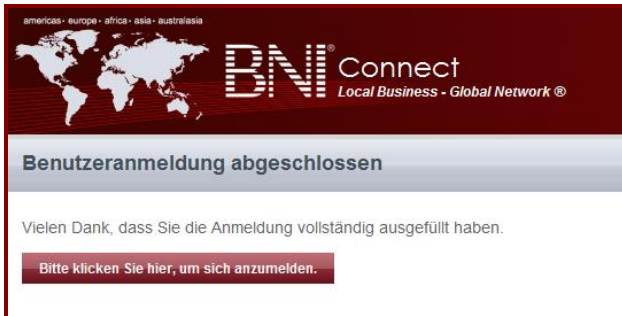 americas· europe· africa· asia· australasia
BNI® Connect
Local Business - Global Network ®
Benutzeranmeldung abgeschlossen
Vielen Dank, dass Sie die Anmeldung vollständig ausgefüllt haben.
Bitte klicken Sie hier, um sich anzumelden.